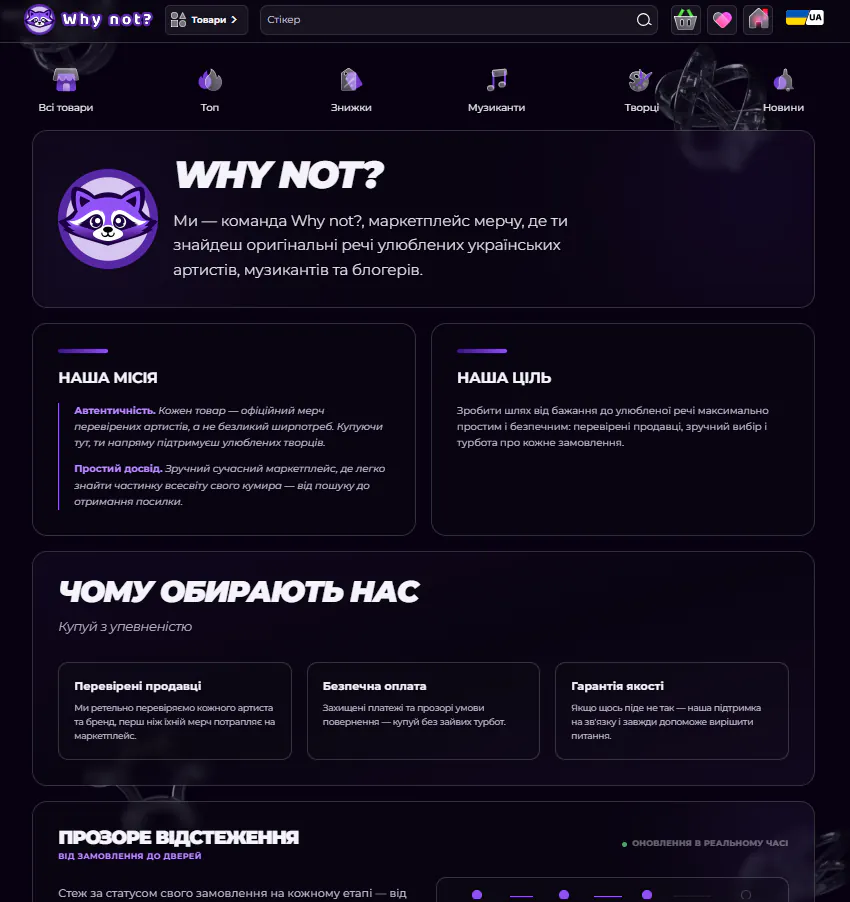 Why not?
Товари
Стікер
UA
Всі товари
Топ
Знижки
Музиканти
Творці
Новини
WHY NOT?
Ми — команда Why not?, маркетплейс мерчу, де ти
знайдеш оригінальні речі улюблених українських
артистів, музикантів та блогерів.
НАША МІСІЯ
Автентичність. Кожен товар — офіційний мерч
перевірених артистів, а не безликий ширпотреб. Купуючи
тут, ти напряму підтримуєш улюблених творців.
Простий досвід. Зручний сучасний маркетплейс, де легко
знайти частинку всесвіту свого кумира — від пошуку до
отримання посилки.
НАША ЦІЛЬ
Зробити шлях від бажання до улюбленої речі максимально
простим і безпечним: перевірені продавці, зручний вибір і
турбота про кожне замовлення.
ЧОМУ ОБИРАЮТЬ НАС
Купуй з упевненістю
Перевірені продавці
Ми ретельно перевіряємо кожного артиста
та бренд, перш ніж їхній мерч потрапляє на
маркетплейс.
Безпечна оплата
Захищені платежі та прозорі умови
повернення — купуй без зайвих турбот.
Гарантія якості
Якщо щось піде не так — наша підтримка
на зв'язку і завжди допоможе вирішити
питання.
ПРОЗОРЕ ВІДСТЕЖЕННЯ
ВІД ЗАМОВЛЕННЯ ДО ДВЕРЕЙ
ОНОВЛЕННЯ В РЕАЛЬНОМУ ЧАСІ
Стеж за статусом свого замовлення на кожному етапі — від